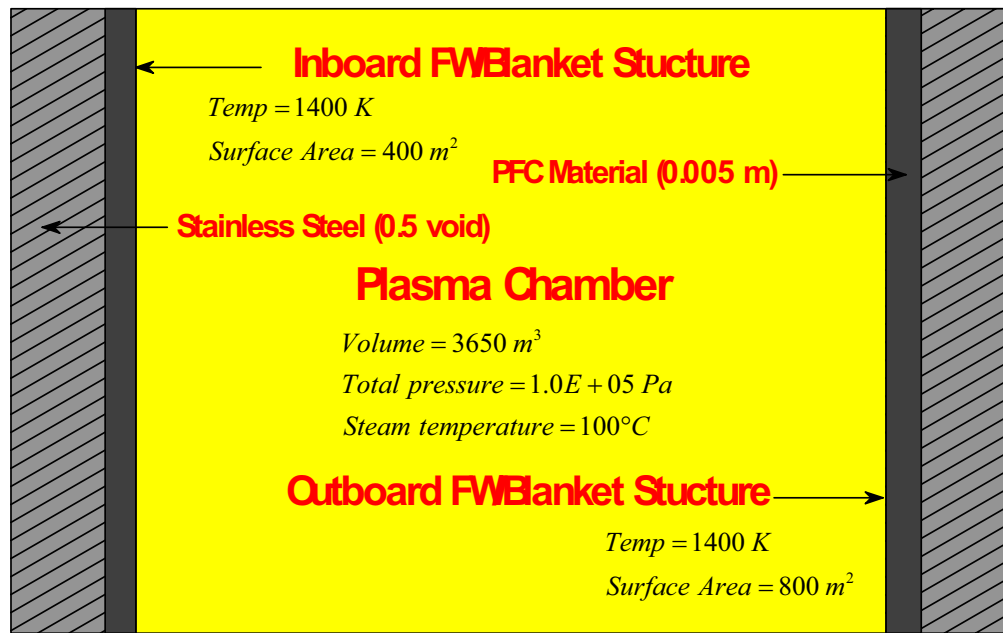 Inboard FW/Blanket Stucture
Temp = 1400 K
Surface Area = 400 m²
PFC Material (0.005 m)
Stainless Steel (0.5 void)
Plasma Chamber
Volume = 3650 m³
Total pressure = 1.0E + 05 Pa
Steam temperature = 100°C
Outboard FW/Blanket Stucture
Temp = 1400 K
Surface Area = 800 m²